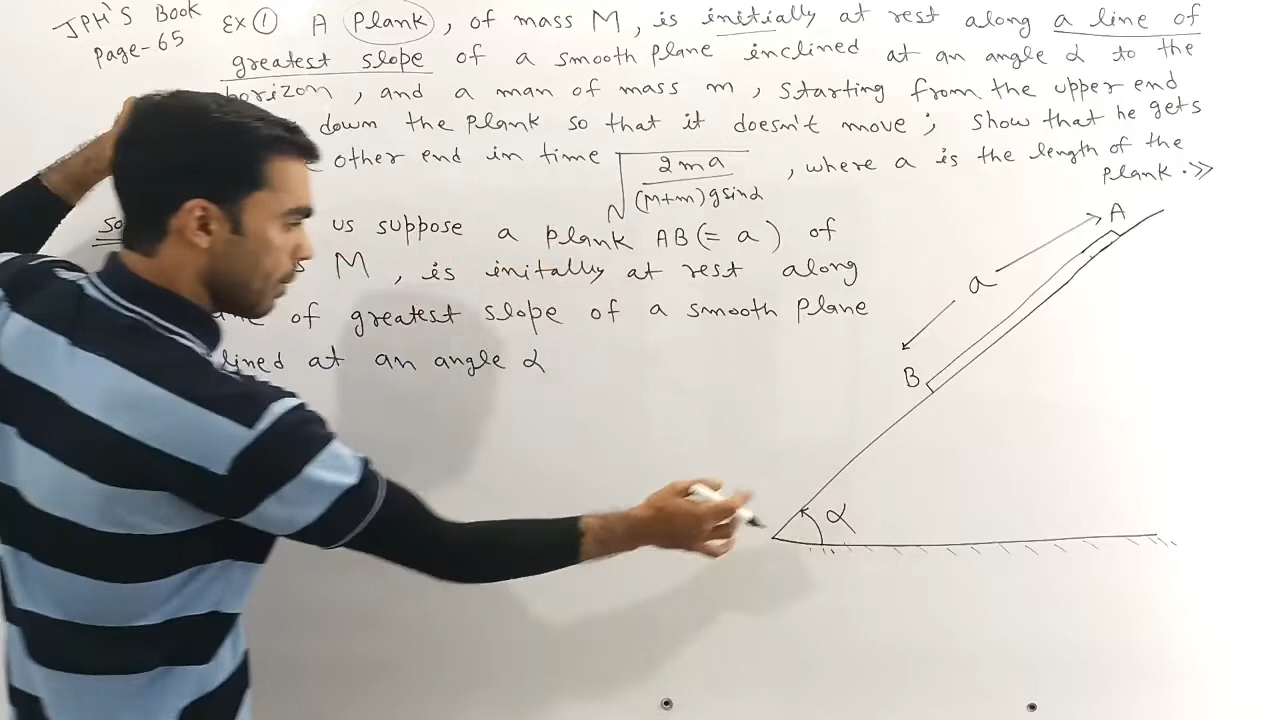 JPH'S Book
Page-65
Ex ① A Plank, of mass M, is initially at rest along a line of
greatest slope of a smooth plane inclined at an angle α to the
horizon, and a man of mass m, starting from the upper end
down the plank so that it doesn't move; show that he gets
other end in time √(2ma/(M+m)gsinα), where a is the length of the
plank. >>
us suppose a plank AB(= a) of
M, is initally at rest along
of greatest slope of a smooth plane
lined at an angle α
A
a
B
α